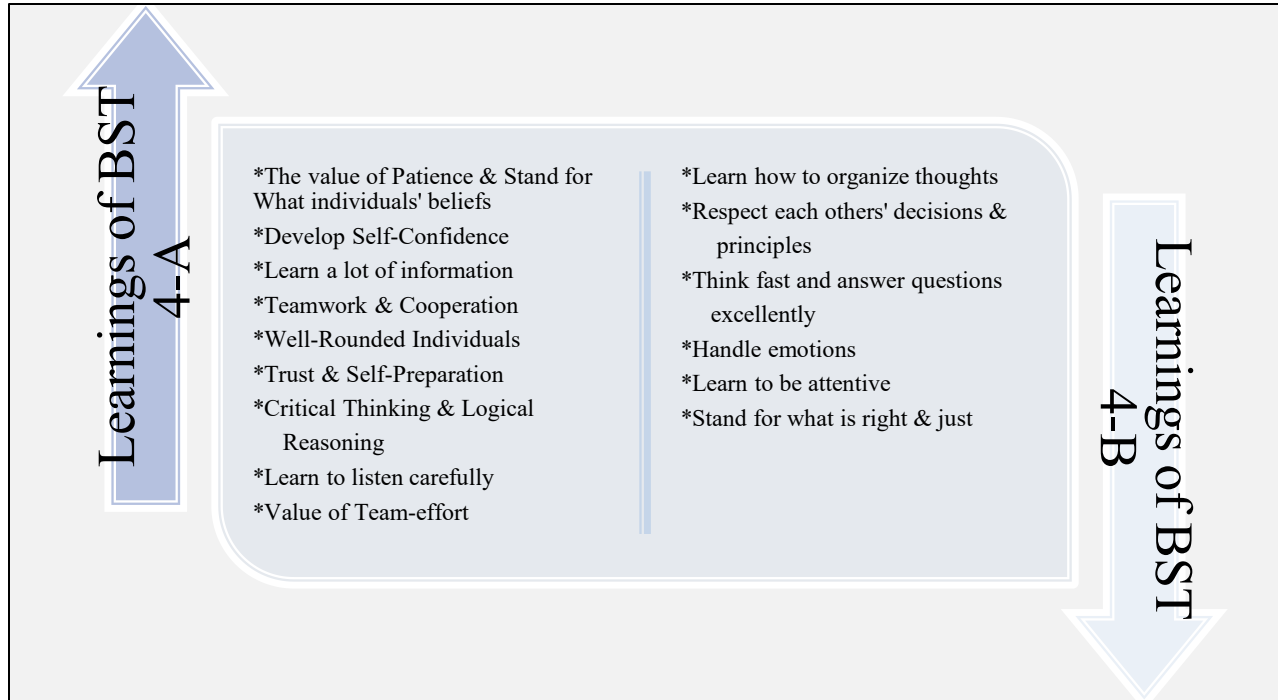 Learnings of BST
4-A
*The value of Patience & Stand for
What individuals' beliefs
*Develop Self-Confidence
*Learn a lot of information
*Teamwork & Cooperation
*Well-Rounded Individuals
*Trust & Self-Preparation
*Critical Thinking & Logical
Reasoning
*Learn to listen carefully
*Value of Team-effort
*Learn how to organize thoughts
*Respect each others' decisions &
principles
*Think fast and answer questions
excellently
*Handle emotions
*Learn to be attentive
*Stand for what is right & just
Learnings of BST
4-B